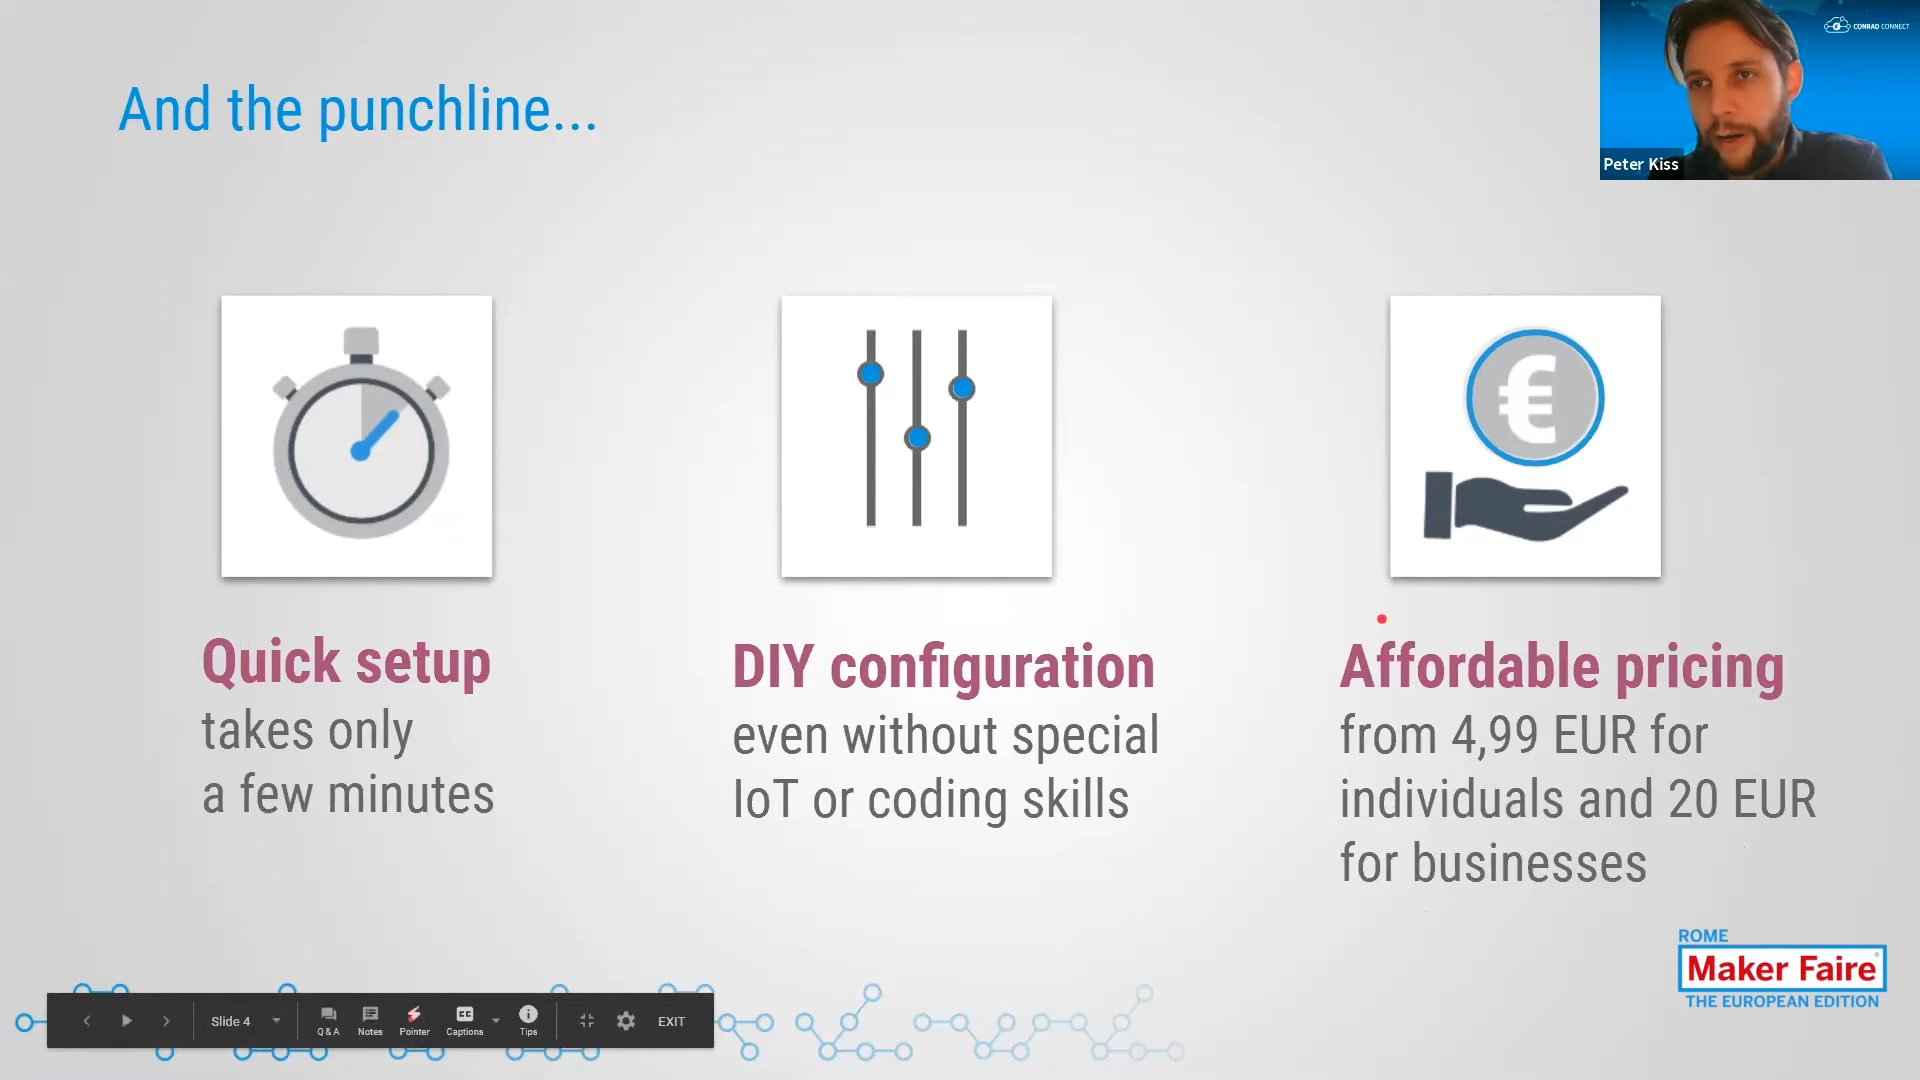 And the punchline...
CONRAD CONNECT
Peter Kiss
€
Quick setup
takes only
a few minutes
DIY configuration
even without special
IoT or coding skills
Affordable pricing
from 4,99 EUR for
individuals and 20 EUR
for businesses
ROME
Maker Faire
THE EUROPEAN EDITION
Slide 4
Q & A
Notes
Pointer
CC
Captions
Tips
EXIT